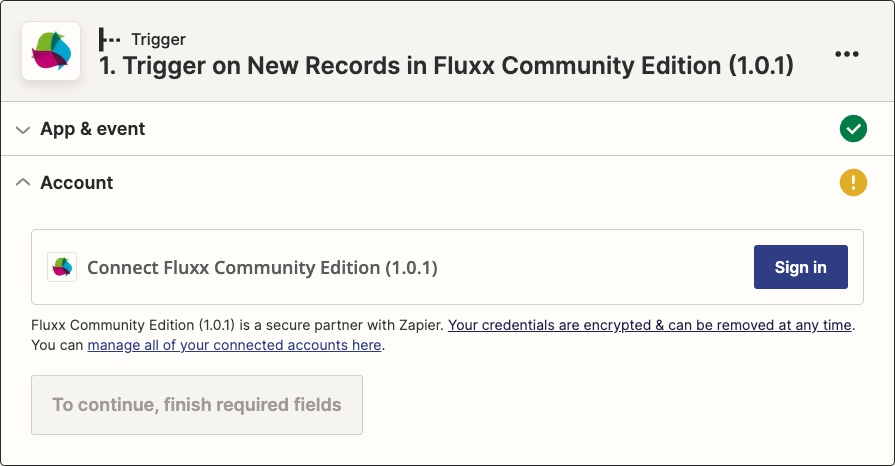 Trigger
1. Trigger on New Records in Fluxx Community Edition (1.0.1)
App & event
Account
Connect Fluxx Community Edition (1.0.1)
Sign in
Fluxx Community Edition (1.0.1) is a secure partner with Zapier. Your credentials are encrypted & can be removed at any time.
You can manage all of your connected accounts here.
To continue, finish required fields